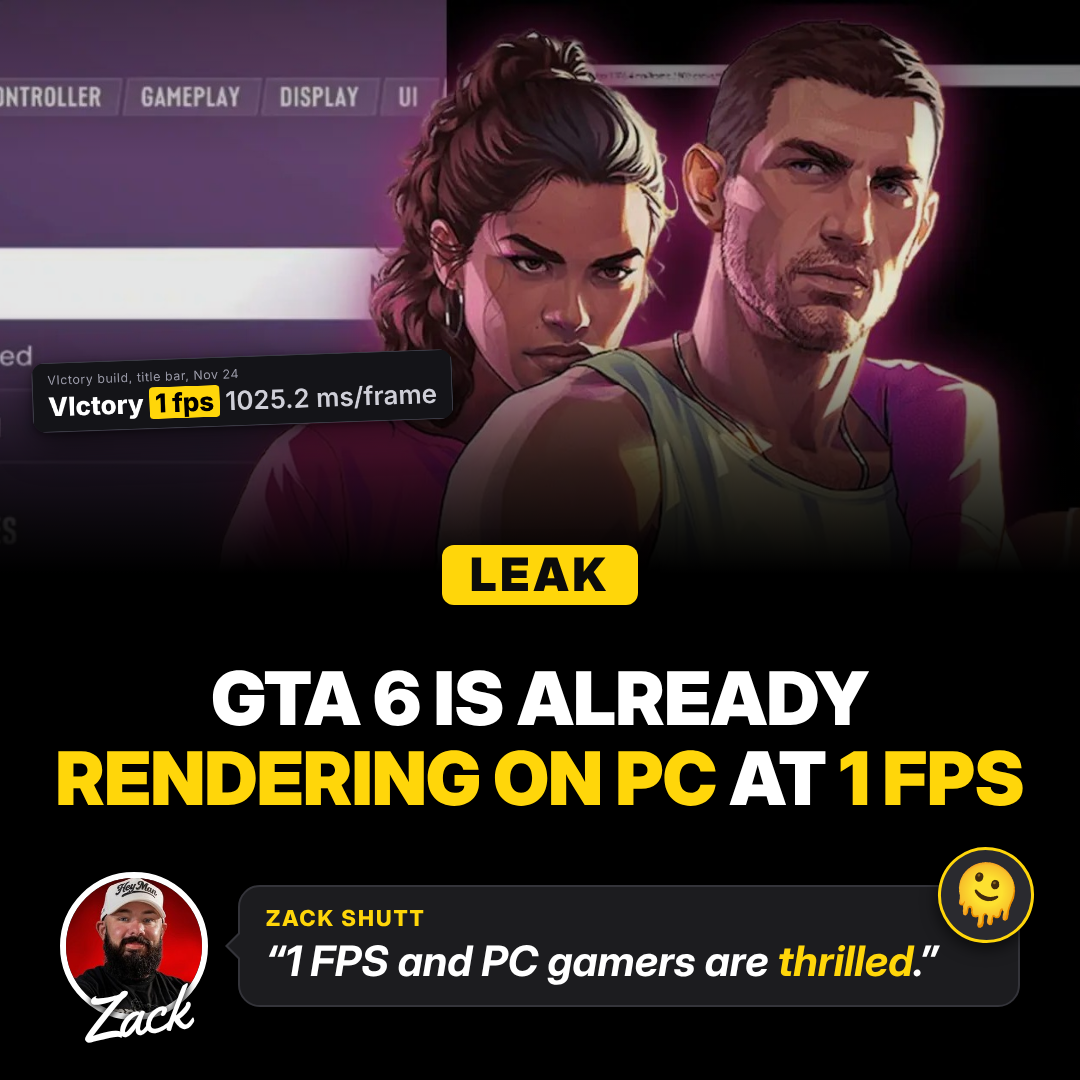 ONTROLLER GAMEPLAY DISPLAY UI
ed
VIctory build, title bar, Nov 24
VIctory 1 fps 1025.2 ms/frame
S
LEAK
GTA 6 IS ALREADY
RENDERING ON PC AT 1 FPS
Hey Man
ZACK SHUTT
“1 FPS and PC gamers are thrilled.”
Zack